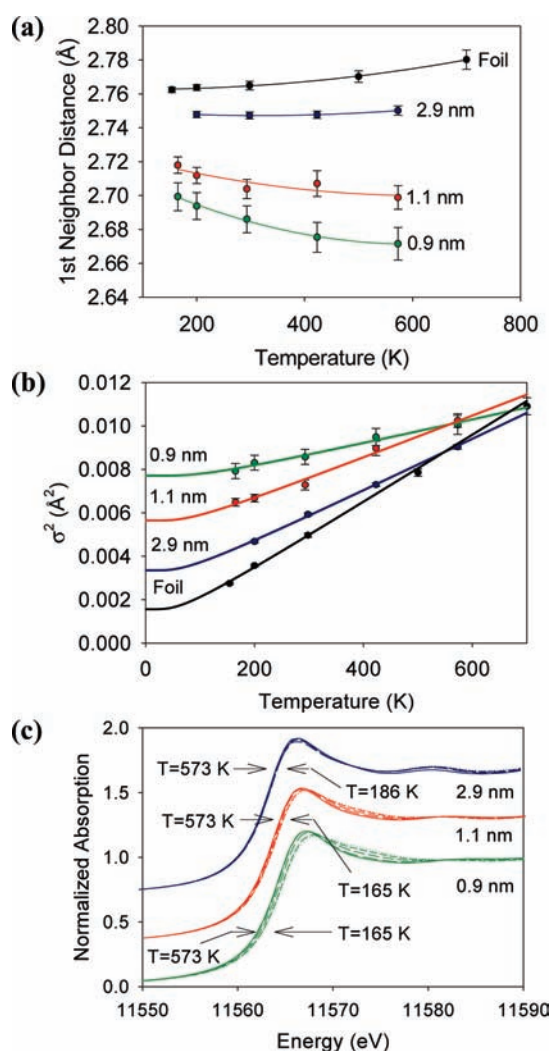 (a)
2.80
2.78
2.76
2.74
2.72
2.70
2.68
2.66
2.64
1st Neighbor Distance (Å)
Foil
2.9 nm
1.1 nm
0.9 nm
200 400 600 800
Temperature (K)
(b)
0.012
0.010
0.008
0.006
0.004
0.002
0.000
σ² (Å²)
0.9 nm
1.1 nm
2.9 nm
Foil
0 200 400 600
Temperature (K)
(c)
2.0
1.5
1.0
0.5
0.0
Normalized Absorption
T=573 K
T=186 K
2.9 nm
T=573 K
1.1 nm
T=165 K
0.9 nm
T=573 K
T=165 K
11550 11560 11570 11580 11590
Energy (eV)